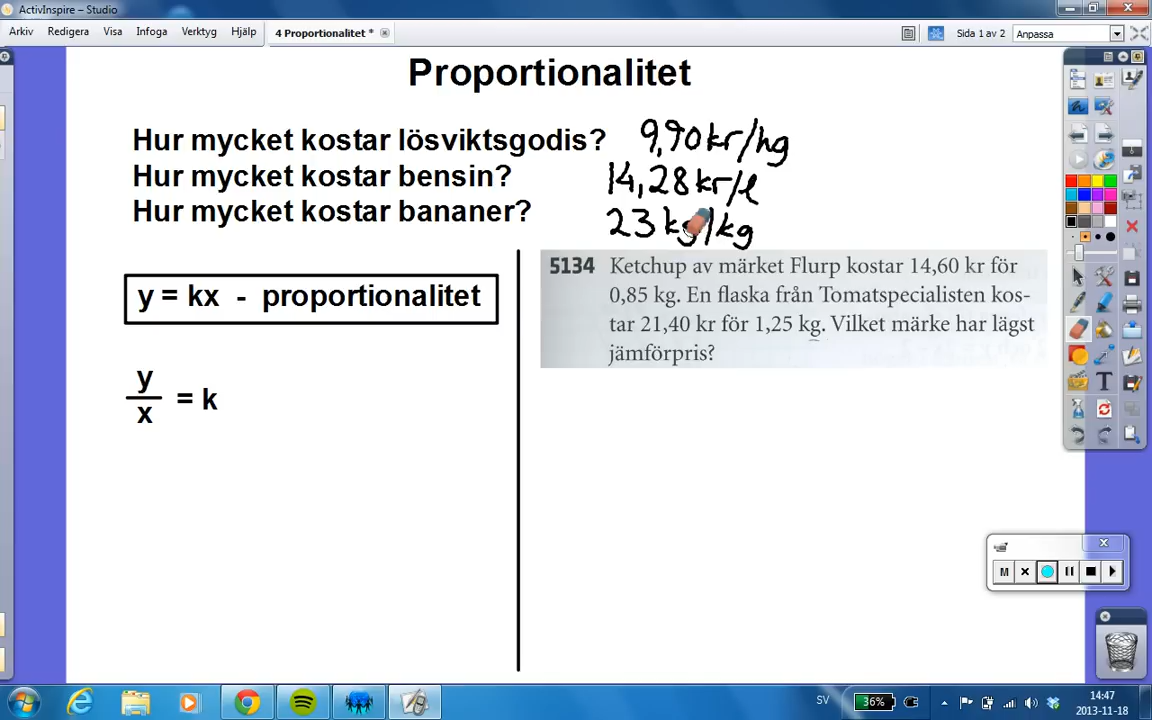 ActivInspire – Studio
Arkiv Redigera Visa Infoga Verktyg Hjälp 4 Proportionalitet * Sida 1 av 2 Anpassa
Proportionalitet
Hur mycket kostar lösviktsgodis? 9,90 kr/hg
Hur mycket kostar bensin? 14,28 kr/l
Hur mycket kostar bananer? 23 kg/kg
y = kx - proportionalitet
y
x = k
5134 Ketchup av märket Flurp kostar 14,60 kr för
0,85 kg. En flaska från Tomatspecialisten kos-
tar 21,40 kr för 1,25 kg. Vilket märke har lägst
jämförpris?
M
SV 36% 14:47
2013-11-18